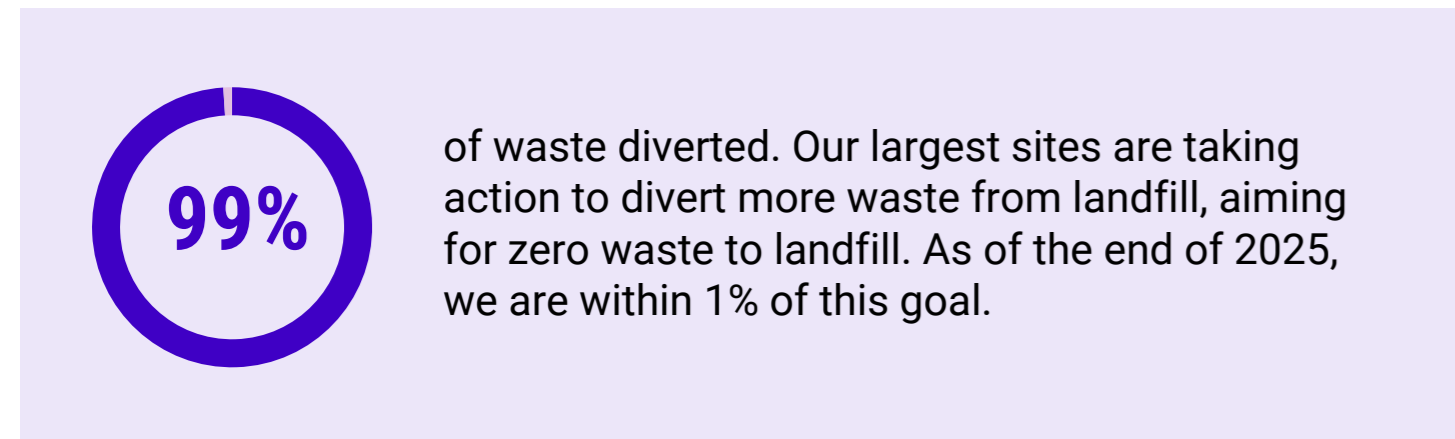 99%
of waste diverted. Our largest sites are taking
action to divert more waste from landfill, aiming
for zero waste to landfill. As of the end of 2025,
we are within 1% of this goal.